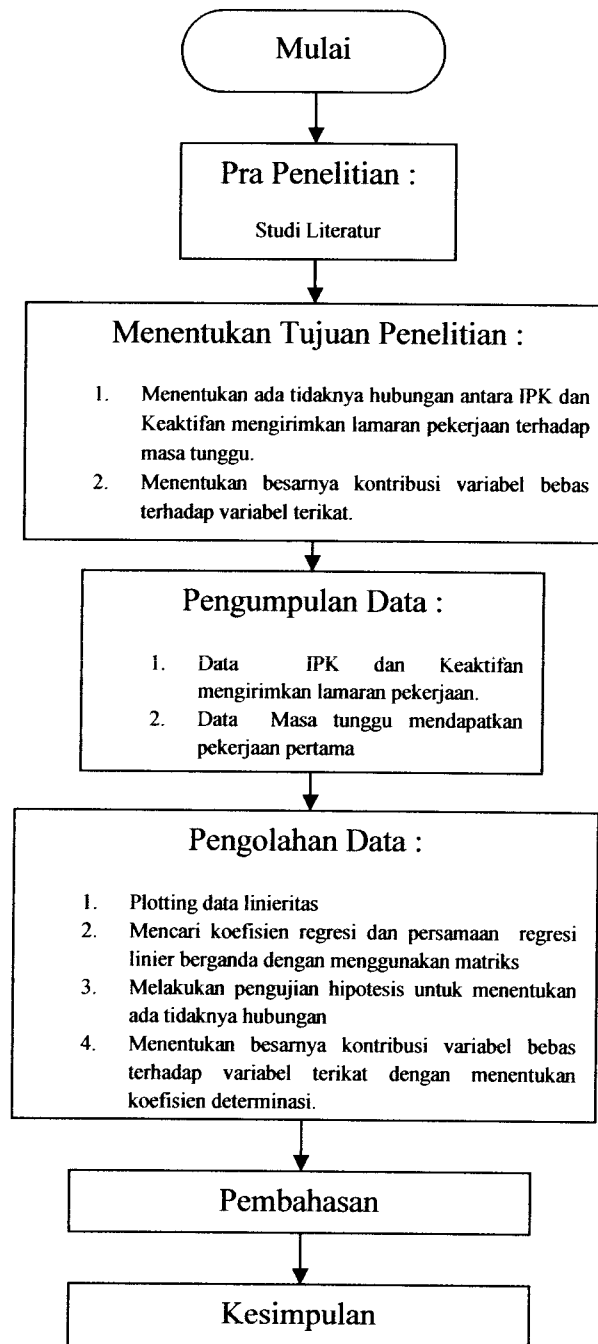 Mulai
Pra Penelitian :
Studi Literatur
Menentukan Tujuan Penelitian :
1. Menentukan ada tidaknya hubungan antara IPK dan
Keaktifan mengirimkan lamaran pekerjaan terhadap
masa tunggu.
2. Menentukan besarnya kontribusi variabel bebas
terhadap variabel terikat.
Pengumpulan Data :
1. Data IPK dan Keaktifan
mengirimkan lamaran pekerjaan.
2. Data Masa tunggu mendapatkan
pekerjaan pertama
Pengolahan Data :
1. Plotting data linieritas
2. Mencari koefisien regresi dan persamaan regresi
linier berganda dengan menggunakan matriks
3. Melakukan pengujian hipotesis untuk menentukan
ada tidaknya hubungan
4. Menentukan besarnya kontribusi variabel bebas
terhadap variabel terikat dengan menentukan
koefisien determinasi.
Pembahasan
Kesimpulan